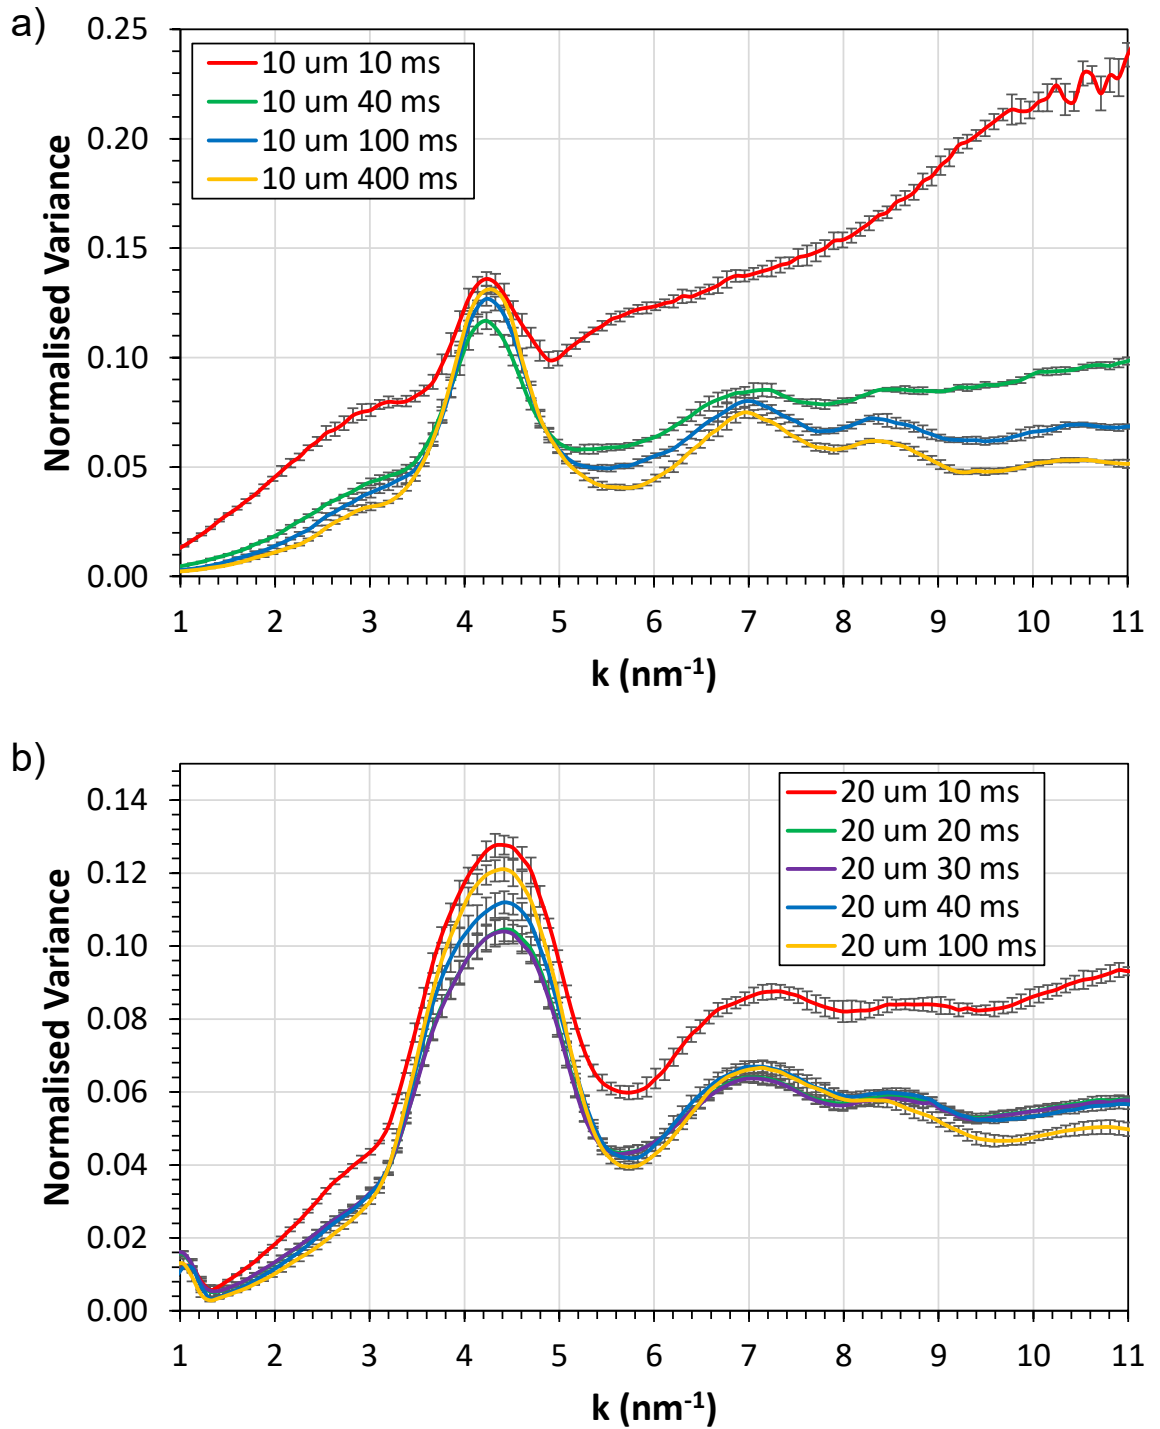 a)
0.25
0.20
0.15
0.10
0.05
0.00
Normalised Variance
10 um 10 ms
10 um 40 ms
10 um 100 ms
10 um 400 ms
1 2 3 4 5 6 7 8 9 10 11
k (nm⁻¹)
b)
0.14
0.12
0.10
0.08
0.06
0.04
0.02
0.00
Normalised Variance
20 um 10 ms
20 um 20 ms
20 um 30 ms
20 um 40 ms
20 um 100 ms
1 2 3 4 5 6 7 8 9 10 11
k (nm⁻¹)